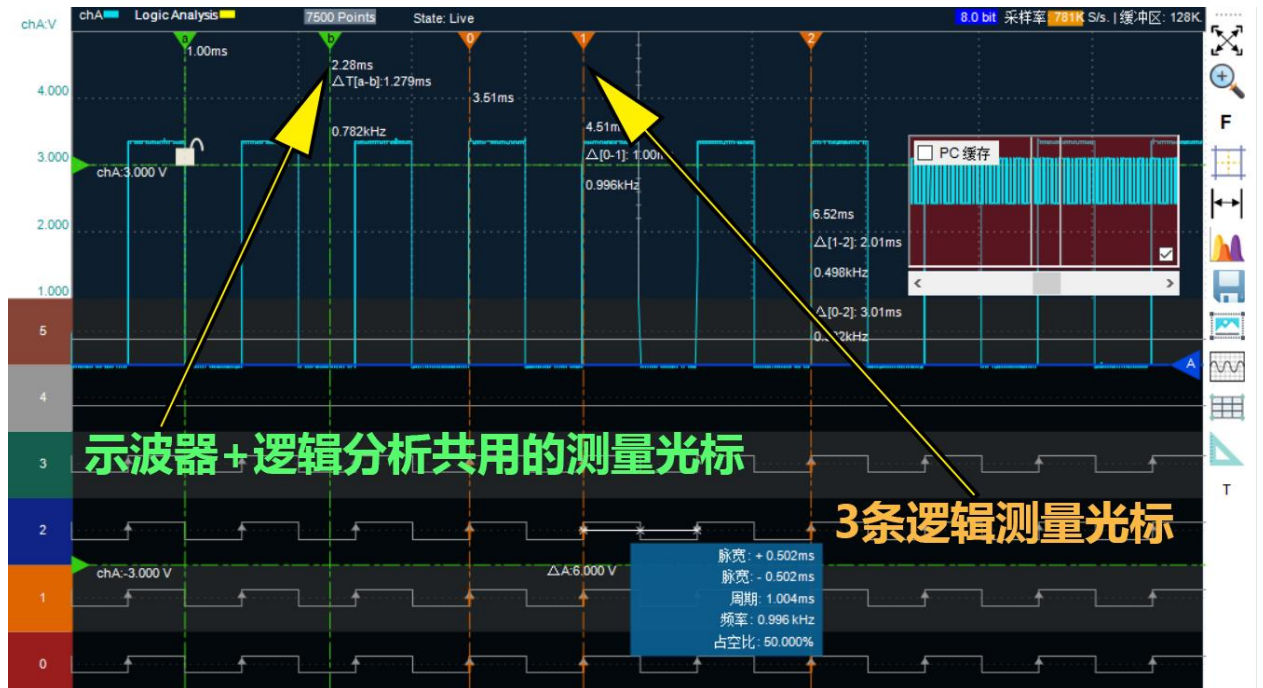 chA:V
chA
Logic Analysis
7500 Points
State: Live
8.0 bit 采样率 781K S/s. | 缓冲区: 128K.
a
b
0
1
2
1.00ms
2.28ms
△T[a-b]:1.279ms
0.782kHz
3.51ms
△[0-1]: 1.00m
0.996kHz
6.52ms
△[1-2]: 2.01ms
0.498kHz
△[0-2]: 3.01ms
4.000
3.000
2.000
1.000
chA:3.000 V
PC 缓存
F
T
A
5
4
3
2
1
0
示波器+逻辑分析共用的测量光标
3条逻辑测量光标
chA:-3.000 V
△A:6.000 V
脉宽: + 0.502ms
脉宽: - 0.502ms
周期: 1.004ms
频率: 0.996 kHz
占空比: 50.000%